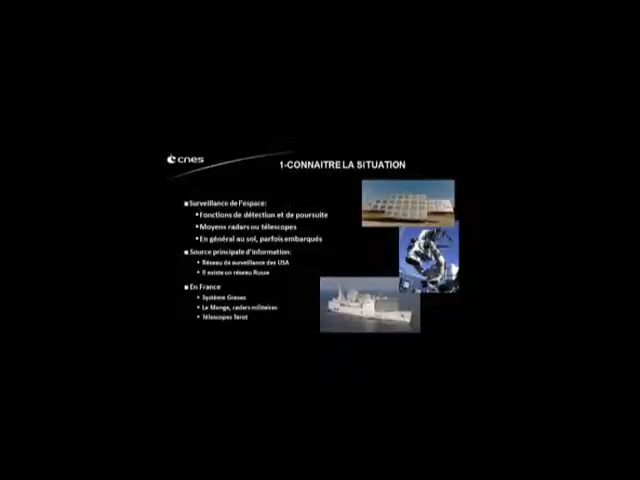 cnes
1-CONNAITRE LA SITUATION
Surveillance de l'espace:
Fonctions de détection et de poursuite
Moyens radars ou télescopes
En général au sol, parfois embarqués
Source principale d'information:
Réseau de surveillance des USA
Il existe un réseau Russe
En France
Système Graves
Le Monge, radars militaires
Télescopes Tarot